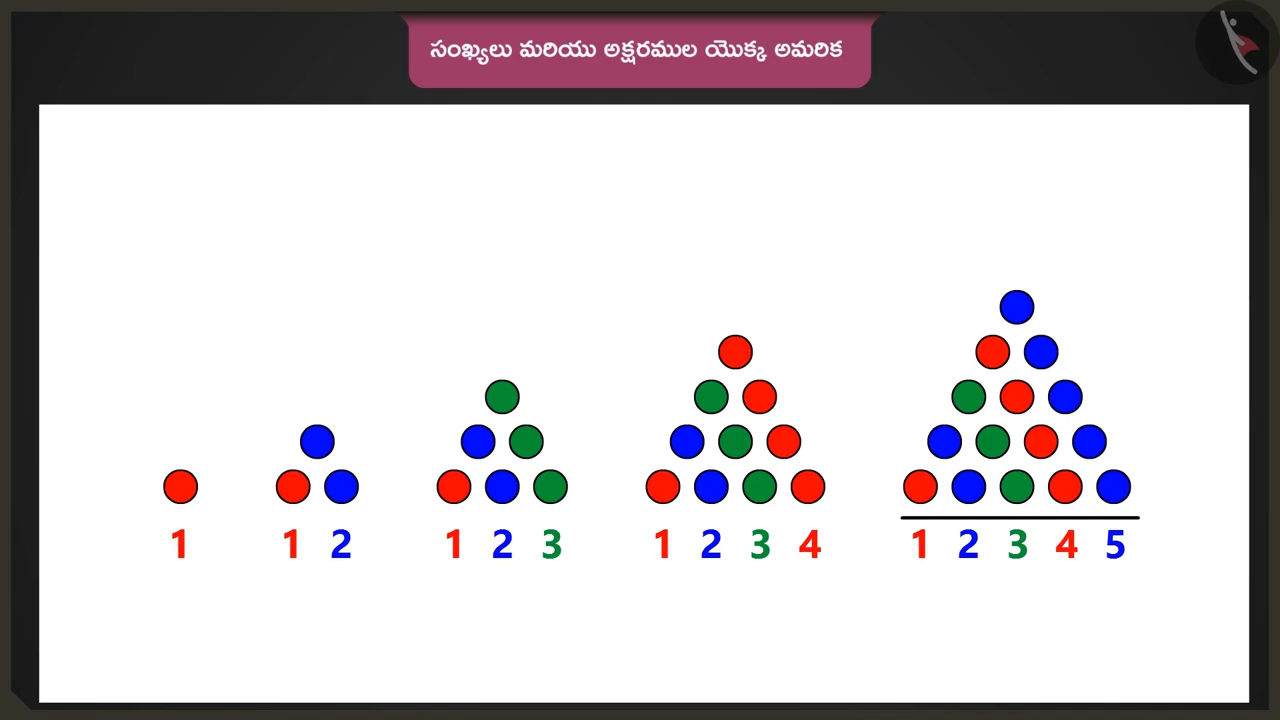 సంఖ్యలు మరియు అక్షరముల యొక్క అమరిక
1 1 2 1 2 3 1 2 3 4 1 2 3 4 5